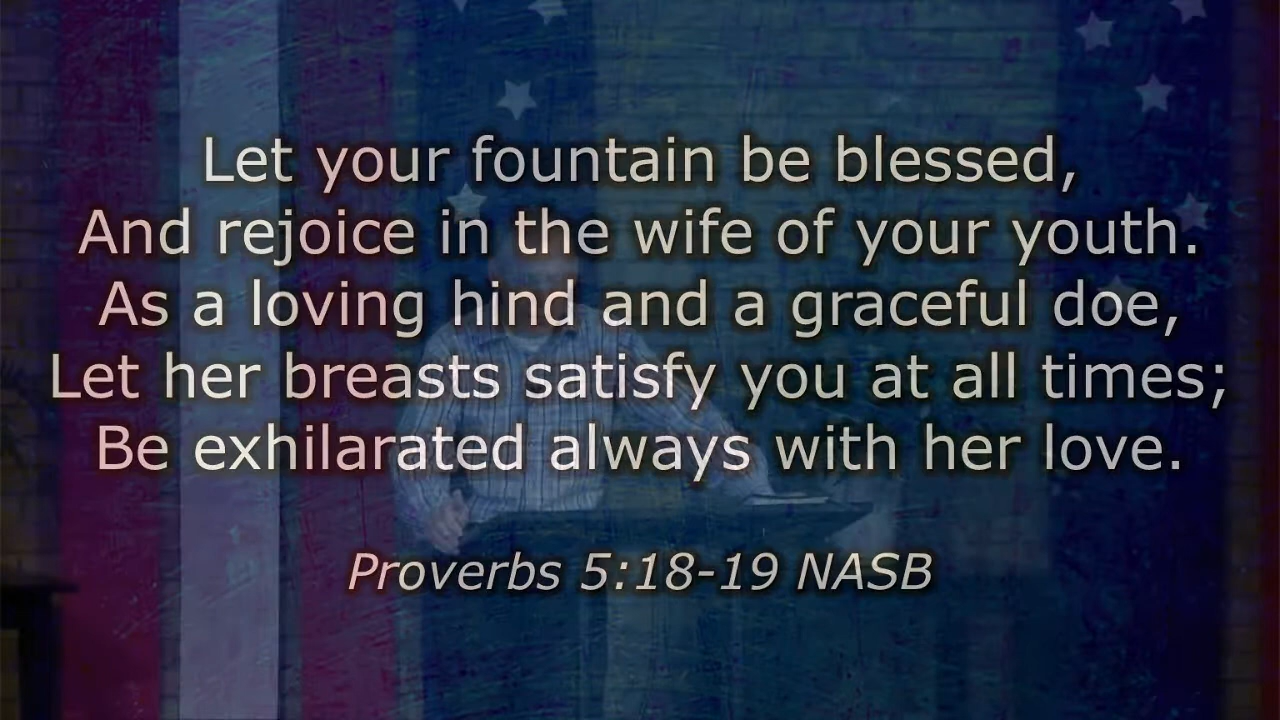 Let your fountain be blessed,
And rejoice in the wife of your youth.
As a loving hind and a graceful doe,
Let her breasts satisfy you at all times;
Be exhilarated always with her love.
Proverbs 5:18-19 NASB